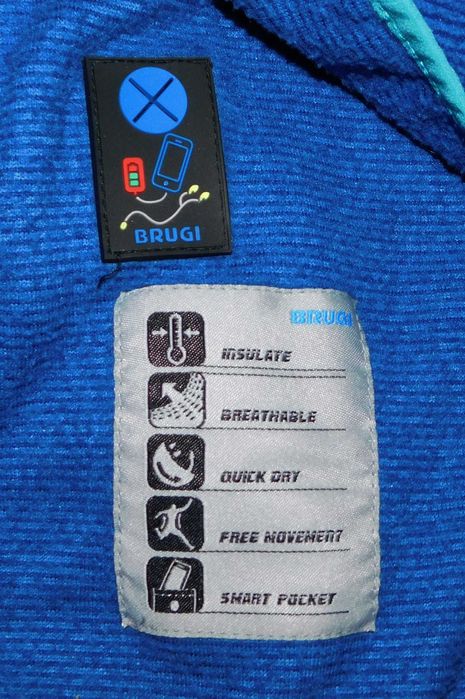 BRUGI
BRUGI
INSULATE
BREATHABLE
QUICK DRY
FREE MOVEMENT
SMART POCKET